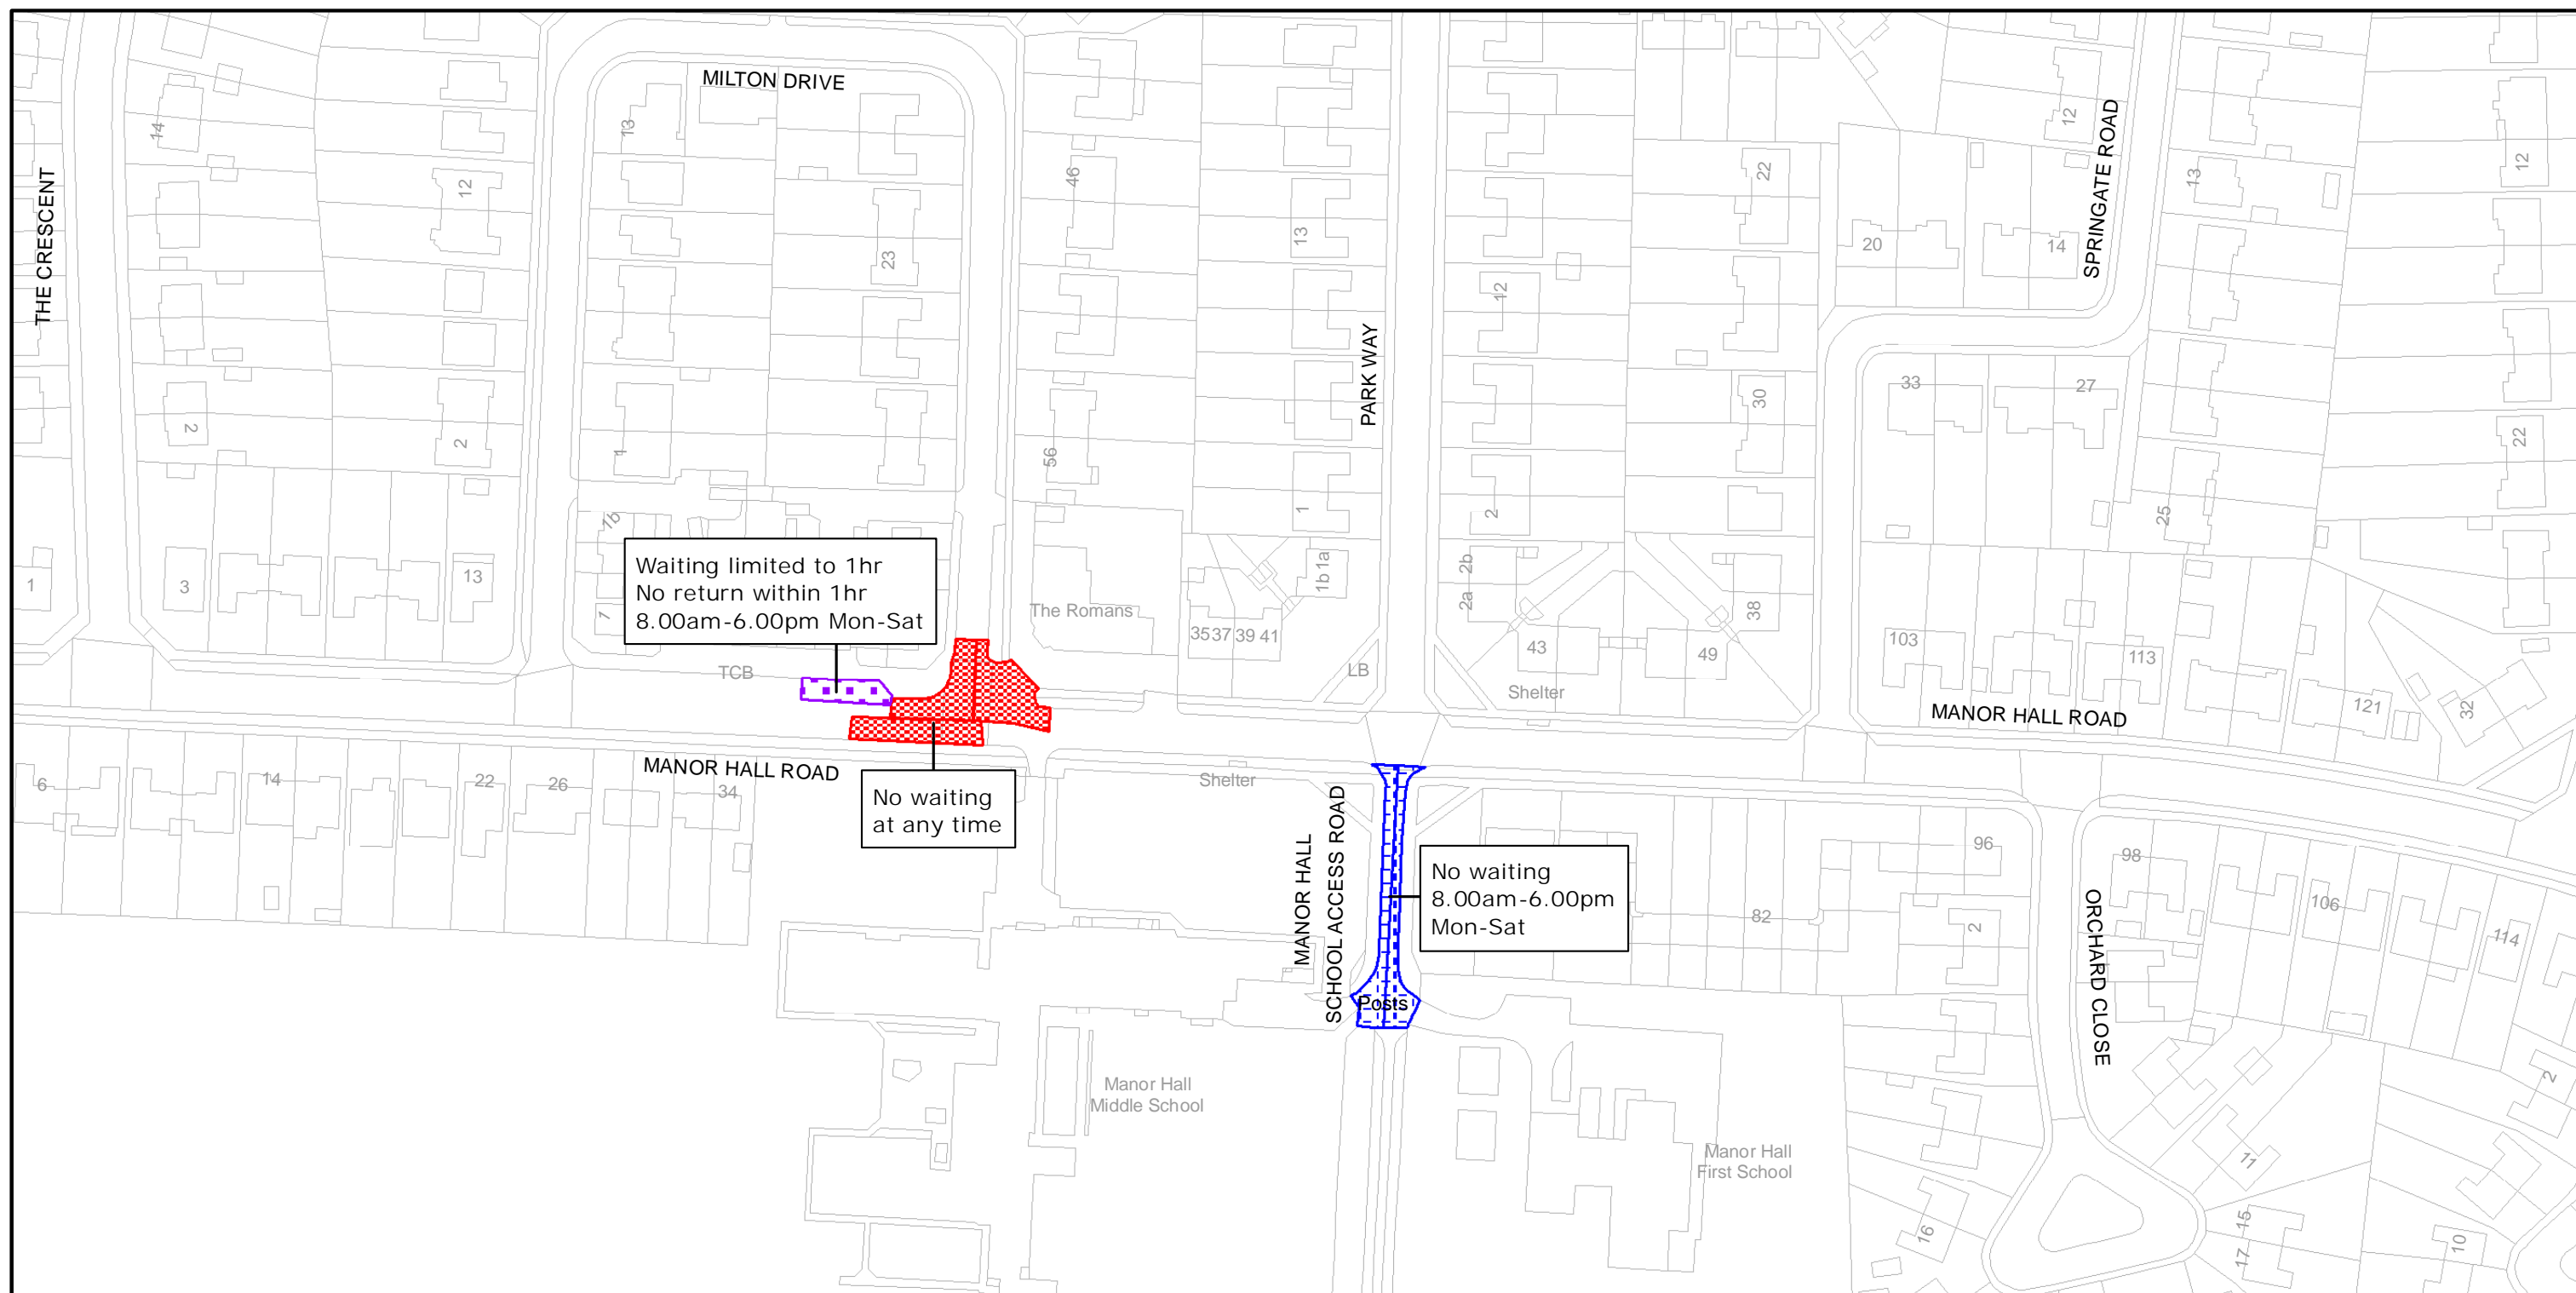 MILTON DRIVE
THE CRESCENT
PARK WAY
SPRINGATE ROAD
14
13
12
46
23
13
22
12
13
12
20
14
12
2
2
1
56
1
12
2
30
33
27
25
22
1
3
13
1b
7
Waiting limited to 1hr
No return within 1hr
8.00am-6.00pm Mon-Sat
The Romans
35 37 39 41
1b 1a
2a
2b
43
49
38
103
113
121
32
TCB
LB
Shelter
MANOR HALL ROAD
MANOR HALL ROAD
Shelter
6
14
22
26
34
No waiting
at any time
MANOR HALL
SCHOOL ACCESS ROAD
No waiting
8.00am-6.00pm
Mon-Sat
Posts
82
96
98
106
114
2
ORCHARD CLOSE
Manor Hall
Middle School
Manor Hall
First School
2
11
16
15
17
10